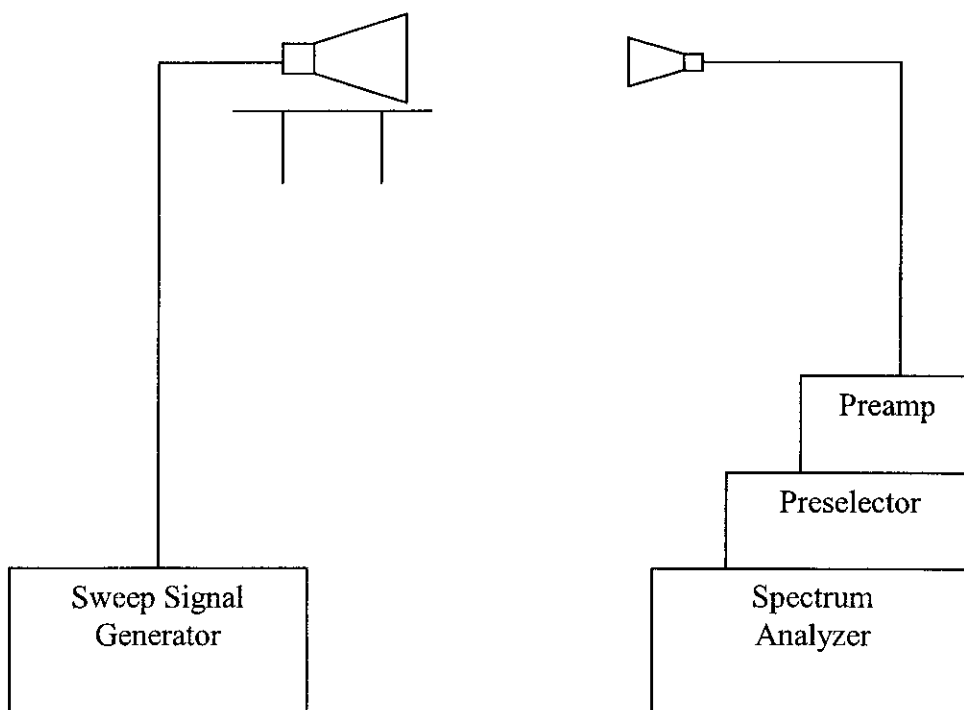 Preamp
Preselector
Sweep Signal
Generator
Spectrum
Analyzer